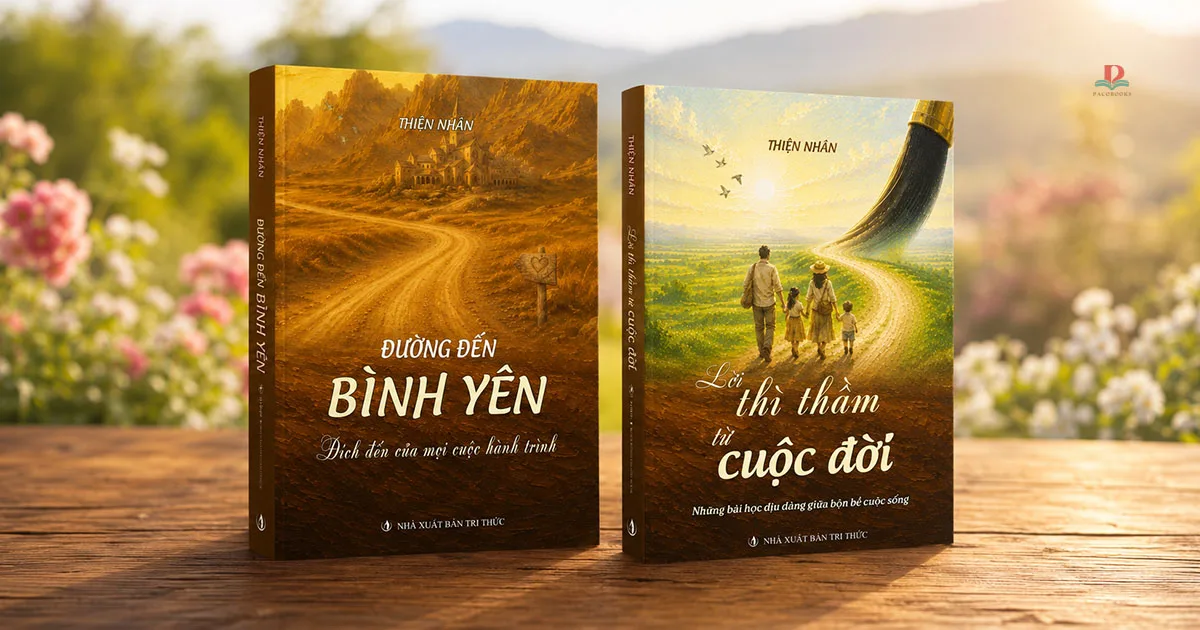 THIỆN NHÂN
ĐƯỜNG ĐẾN BÌNH YÊN
THIỆN NHÂN
ĐƯỜNG ĐẾN
BÌNH YÊN
Đích đến của mọi cuộc hành trình
NHÀ XUẤT BẢN TRI THỨC
THIỆN NHÂN
Lời thì thầm từ cuộc đời
THIỆN NHÂN
Lời
thì thầm
từ
cuộc đời
Những bài học dịu dàng giữa bộn bề cuộc sống
NHÀ XUẤT BẢN TRI THỨC
PACOBOOKS